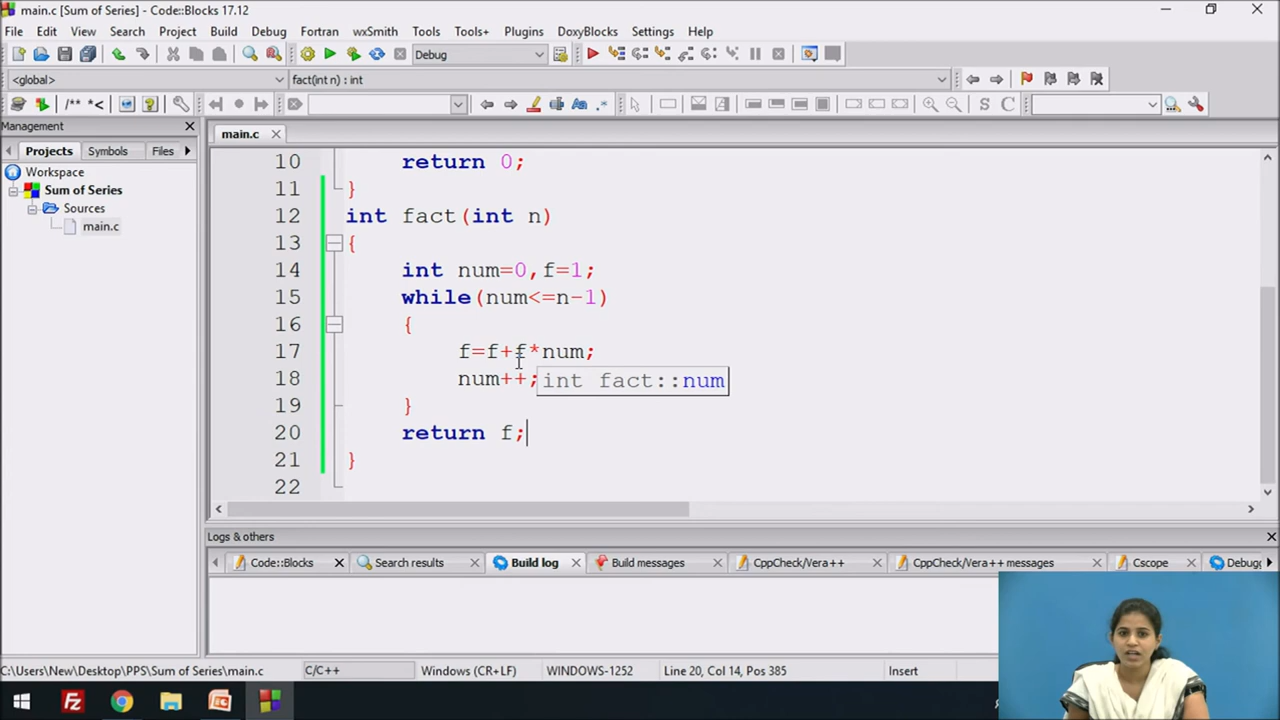 main.c [Sum of Series] - Code::Blocks 17.12
File Edit View Search Project Build Debug Fortran wxSmith Tools Tools+ Plugins DoxyBlocks Settings Help
Debug
<global> fact(int n) : int
/** *< Aa .* S C
Management
main.c
Projects Symbols Files
Workspace
Sum of Series
Sources
main.c
10 return 0;
11 }
12 int fact(int n)
13 {
14 int num=0,f=1;
15 while(num<=n-1)
16 {
17 f=f+f*num;
18 num++;
int fact::num
19 }
20 return f;
21 }
22
Logs & others
Code::Blocks Search results Build log Build messages CppCheck/Vera++ CppCheck/Vera++ messages Cscope Debugg
C:\Users\New\Desktop\PPS\Sum of Series\main.c C/C++ Windows (CR+LF) WINDOWS-1252 Line 20, Col 14, Pos 385 Insert